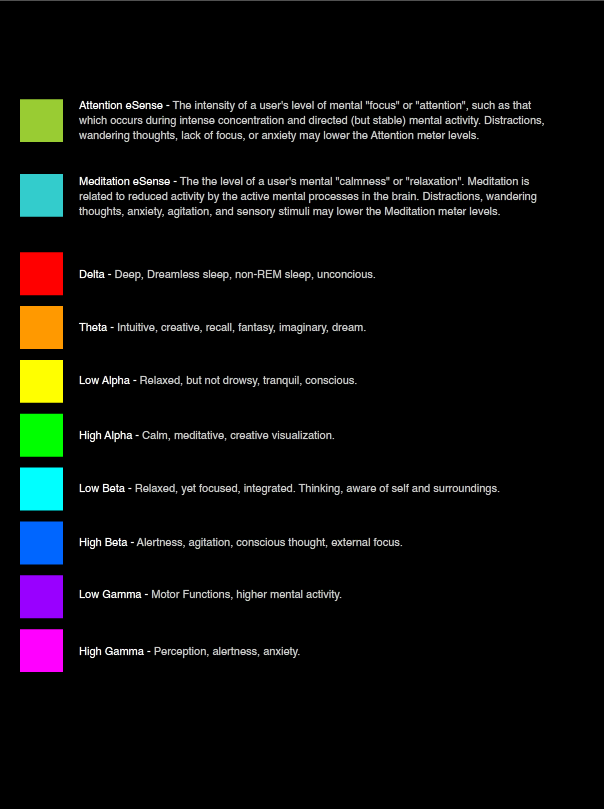 Attention eSense - The intensity of a user's level of mental "focus" or "attention", such as that
which occurs during intense concentration and directed (but stable) mental activity. Distractions,
wandering thoughts, lack of focus, or anxiety may lower the Attention meter levels.
Meditation eSense - The the level of a user's mental "calmness" or "relaxation". Meditation is
related to reduced activity by the active mental processes in the brain. Distractions, wandering
thoughts, anxiety, agitation, and sensory stimuli may lower the Meditation meter levels.
Delta - Deep, Dreamless sleep, non-REM sleep, unconcious.
Theta - Intuitive, creative, recall, fantasy, imaginary, dream.
Low Alpha - Relaxed, but not drowsy, tranquil, conscious.
High Alpha - Calm, meditative, creative visualization.
Low Beta - Relaxed, yet focused, integrated. Thinking, aware of self and surroundings.
High Beta - Alertness, agitation, conscious thought, external focus.
Low Gamma - Motor Functions, higher mental activity.
High Gamma - Perception, alertness, anxiety.